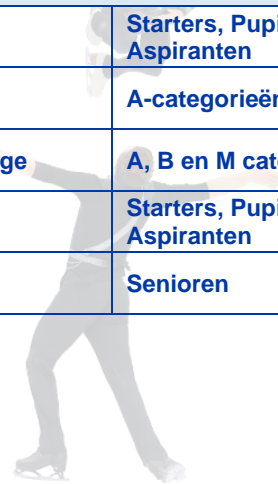 Starters, Pupi
Aspiranten
A-categorieën
ge
A, B en M cat
Starters, Pupi
Aspiranten
Senioren